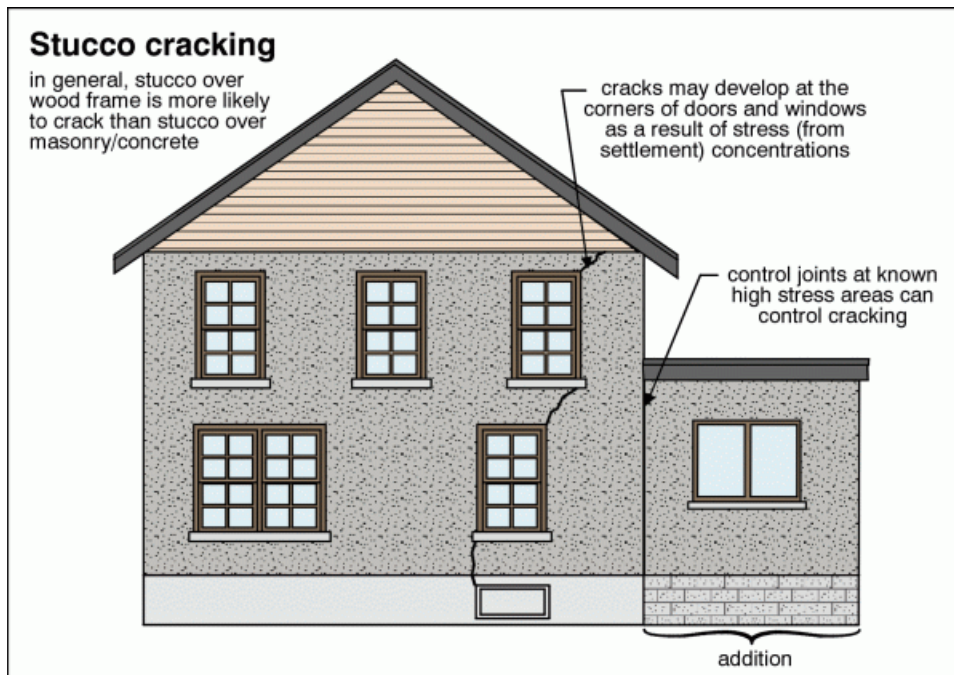 Stucco cracking
in general, stucco over
wood frame is more likely
to crack than stucco over
masonry/concrete
cracks may develop at the
corners of doors and windows
as a result of stress (from
settlement) concentrations
control joints at known
high stress areas can
control cracking
addition